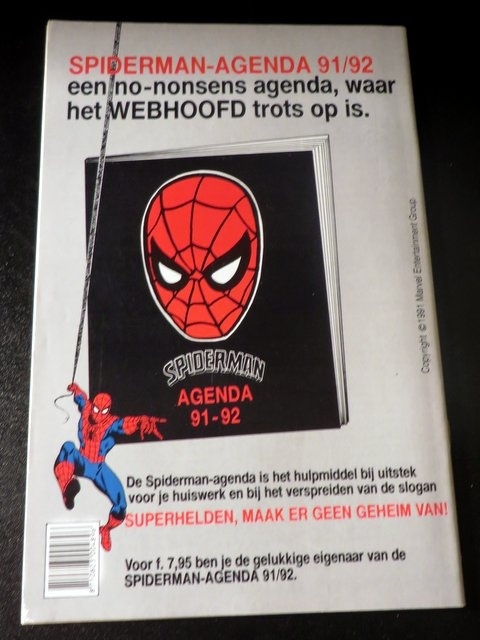 SPIDERMAN-AGENDA 91/92
een no-nonsens agenda, waar
het WEBHOOFD trots op is.
SPIDERMAN
AGENDA
91-92
Copyright © 1991 Marvel Entertainment Group
De Spiderman-agenda is het hulpmiddel bij uitstek
voor je huiswerk en bij het verspreiden van de slogan
SUPERHELDEN, MAAK ER GEEN GEHEIM VAN!
Voor f. 7,95 ben je de gelukkige eigenaar van de
SPIDERMAN-AGENDA 91/92.